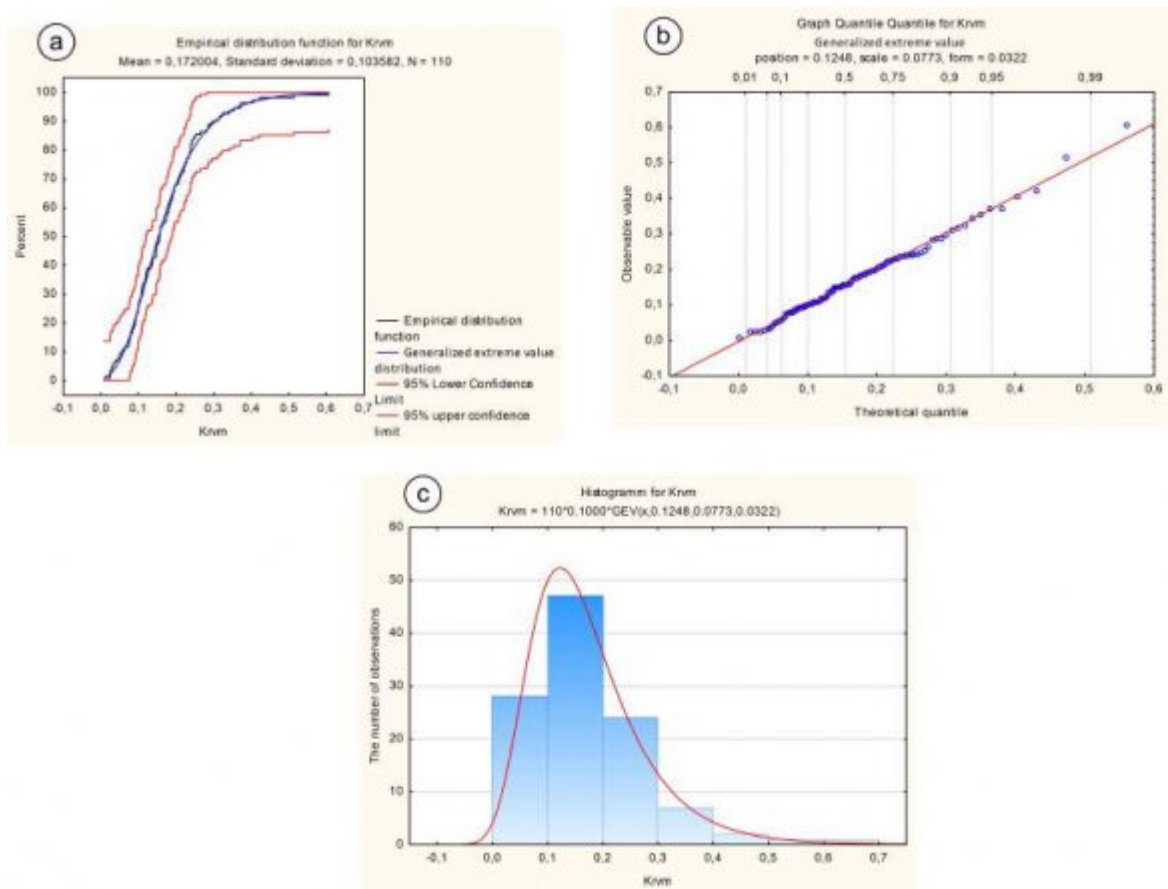 a
Empirical distribution function for Krvm
Mean = 0,172004, Standard deviation = 0,103582, N = 110
100
90
80
70
60
50
40
30
20
10
0
Percent
-0,1 0,0 0,1 0,2 0,3 0,4 0,5 0,6 0,7
Krvm
Empirical distribution
function
Generalized extreme value
distribution
95% Lower Confidence
Limit
95% upper confidence
limit
b
Graph Quantile Quantile for Krvm
Generalized extreme value
position = 0.1248, scale = 0.0773, form = 0.0322
0,01 0,1 0,5 0,75 0,9 0,95 0,99
0,7
0,6
0,5
0,4
0,3
0,2
0,1
0,0
-0,1
Observable value
-0,1 0,0 0,1 0,2 0,3 0,4 0,5 0,6
Theoretical quantile
c
Histogramm for Krvm
Krvm = 110*0.1000*GEV(x,0.1248,0.0773,0.0322)
60
50
40
30
20
10
0
The number of observations
-0,1 0,0 0,1 0,2 0,3 0,4 0,5 0,6 0,7
Krvm